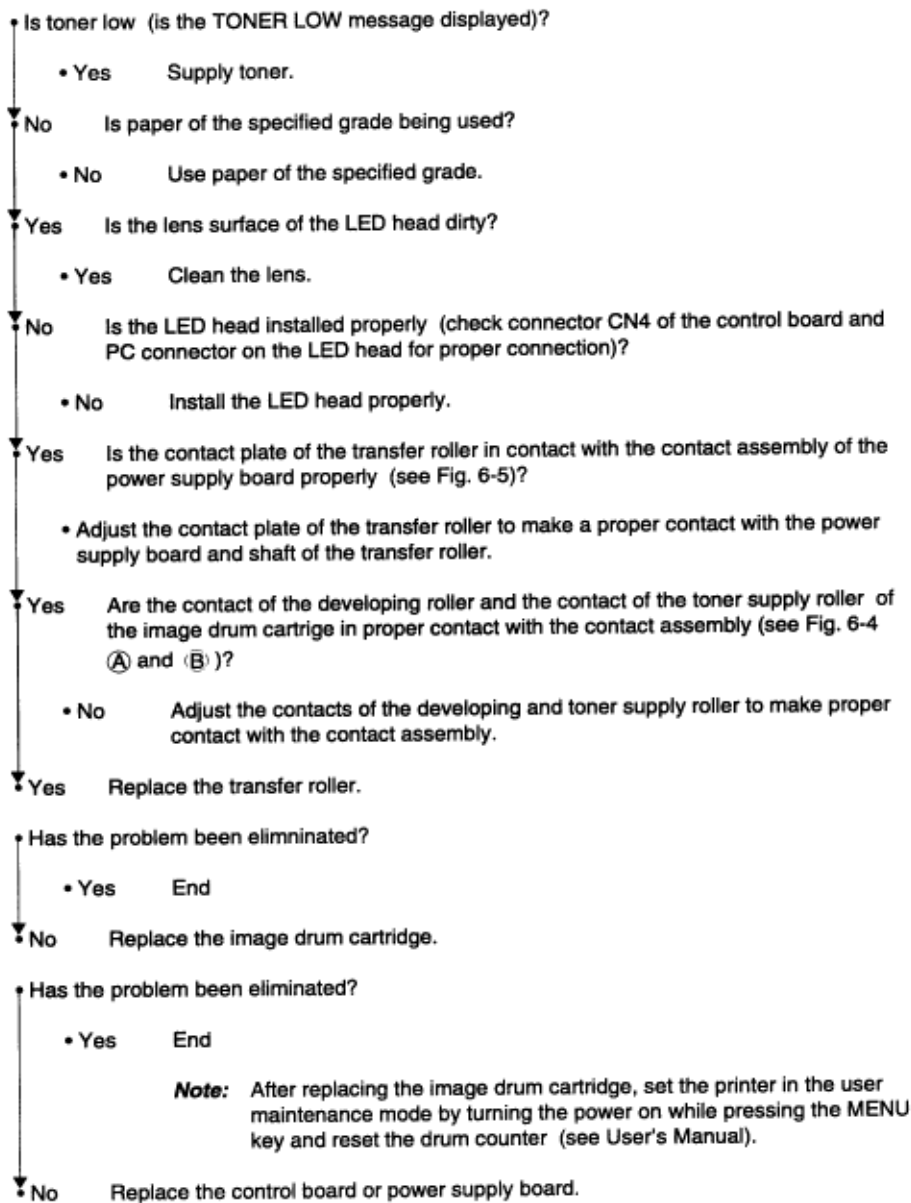 • Is toner low (is the TONER LOW message displayed)?
• Yes Supply toner.
• No Is paper of the specified grade being used?
• No Use paper of the specified grade.
• Yes Is the lens surface of the LED head dirty?
• Yes Clean the lens.
• No Is the LED head installed properly (check connector CN4 of the control board and
PC connector on the LED head for proper connection)?
• No Install the LED head properly.
• Yes Is the contact plate of the transfer roller in contact with the contact assembly of the
power supply board properly (see Fig. 6-5)?
• Adjust the contact plate of the transfer roller to make a proper contact with the power
supply board and shaft of the transfer roller.
• Yes Are the contact of the developing roller and the contact of the toner supply roller of
the image drum cartrige in proper contact with the contact assembly (see Fig. 6-4
Ⓐ and Ⓑ )?
• No Adjust the contacts of the developing and toner supply roller to make proper
contact with the contact assembly.
• Yes Replace the transfer roller.
• Has the problem been elimninated?
• Yes End
• No Replace the image drum cartridge.
• Has the problem been eliminated?
• Yes End
Note: After replacing the image drum cartridge, set the printer in the user
maintenance mode by turning the power on while pressing the MENU
key and reset the drum counter (see User's Manual).
• No Replace the control board or power supply board.